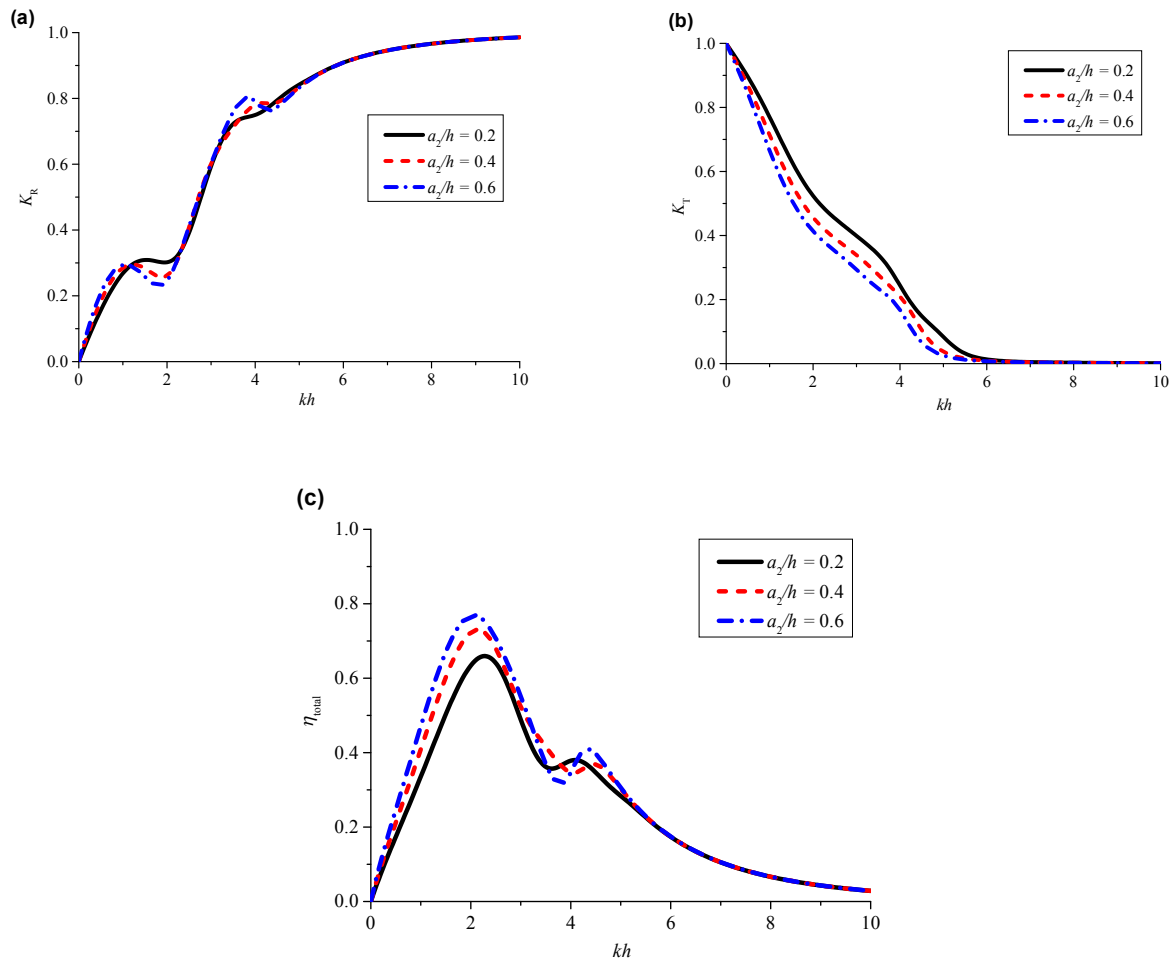 (a)
1.0
0.8
0.6
0.4
0.2
0.0
K_R
0 2 4 6 8 10
kh
a_2/h = 0.2
a_2/h = 0.4
a_2/h = 0.6
(b)
1.0
0.8
0.6
0.4
0.2
0.0
K_T
0 2 4 6 8 10
kh
a_2/h = 0.2
a_2/h = 0.4
a_2/h = 0.6
(c)
1.0
0.8
0.6
0.4
0.2
0.0
η_total
0 2 4 6 8 10
kh
a_2/h = 0.2
a_2/h = 0.4
a_2/h = 0.6